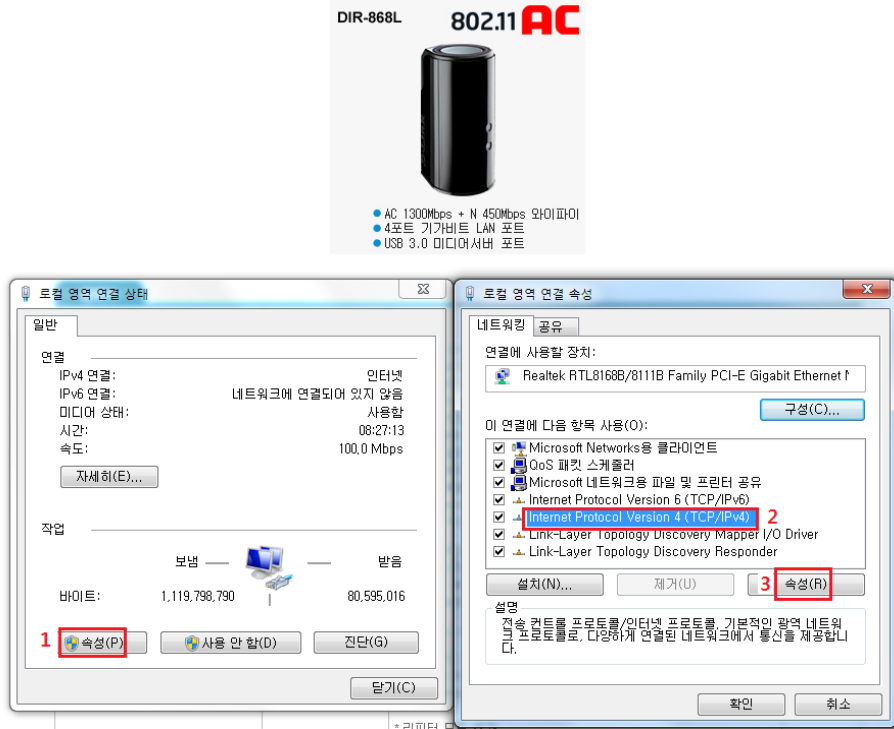 DIR-868L
802.11 AC
AC 1300Mbps + N 450Mbps 와이파이
4포트 기가비트 LAN 포트
USB 3.0 미디어서버 포트
로컬 영역 연결 상태
일반
연결
IPv4 연결: 인터넷
IPv6 연결: 네트워크에 연결되어 있지 않음
미디어 상태: 사용함
시간: 08:27:13
속도: 100,0 Mbps
자세히(E)...
작업
보냄 받음
바이트: 1,119,798,790 80,595,016
1 속성(P) 사용 안 함(D) 진단(G)
닫기(C)
로컬 영역 연결 속성
네트워킹 공유
연결에 사용할 장치:
Realtek RTL8168B/8111B Family PCI-E Gigabit Ethernet
구성(C)...
이 연결에 다음 항목 사용(O):
Microsoft Networks용 클라이언트
QoS 패킷 스케줄러
Microsoft 네트워크용 파일 및 프린터 공유
Internet Protocol Version 6 (TCP/IPv6)
Internet Protocol Version 4 (TCP/IPv4) 2
Link-Layer Topology Discovery Mapper I/O Driver
Link-Layer Topology Discovery Responder
설치(N)... 제거(U) 3 속성(R)
설명
전송 컨트롤 프로토콜/인터넷 프로토콜. 기본적인 광역 네트워
크 프로토콜로, 다양하게 연결된 네트워크에서 통신을 제공합니
다.
확인 취소